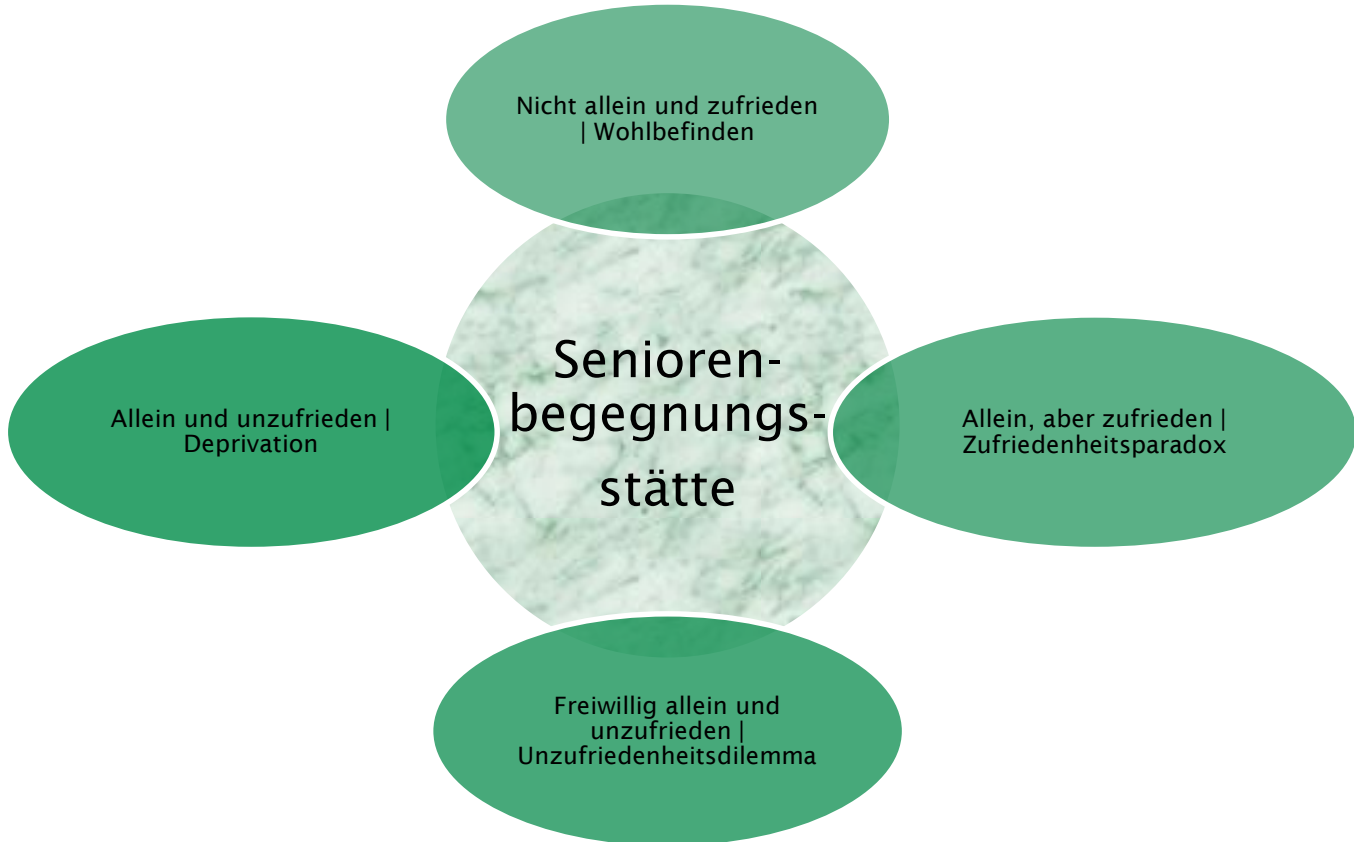 Nicht allein und zufrieden
| Wohlbefinden
Senioren-
begegnungs-
stätte
Allein und unzufrieden |
Deprivation
Allein, aber zufrieden |
Zufriedenheitsparadox
Freiwillig allein und
unzufrieden |
Unzufriedenheitsdilemma